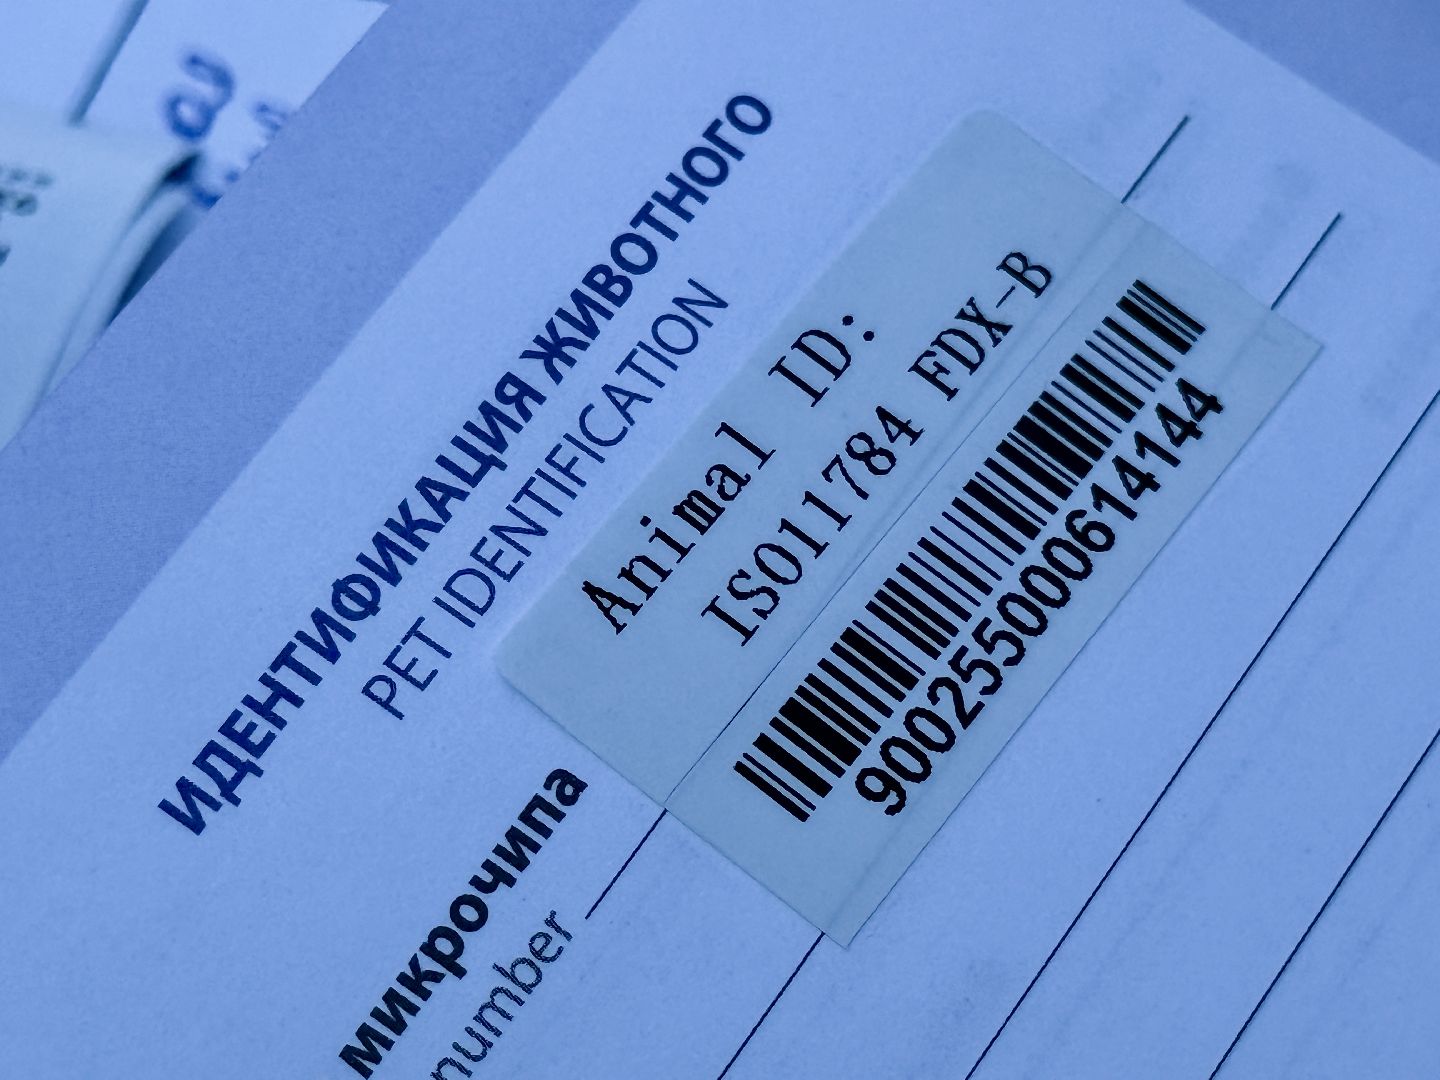 ИДЕНТИФИКАЦИЯ ЖИВОТНОГО
PET IDENTIFICATION
Animal ID:
ISO11784 FDX-B
900255000614144
микрочипа
number